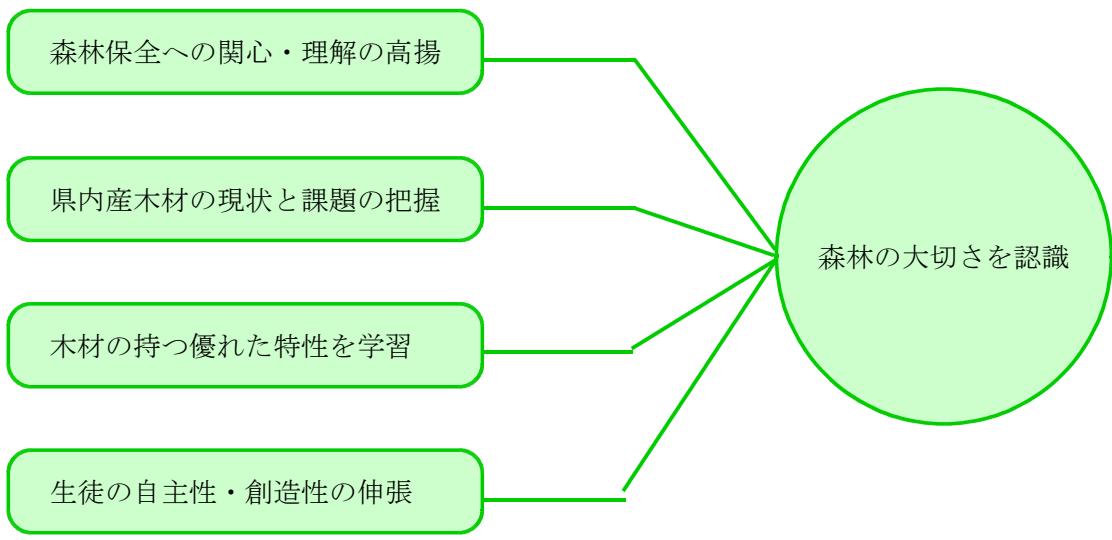 森林保全への関心・理解の高揚
県内産木材の現状と課題の把握
木材の持つ優れた特性を学習
生徒の自主性・創造性の伸張
森林の大切さを認識